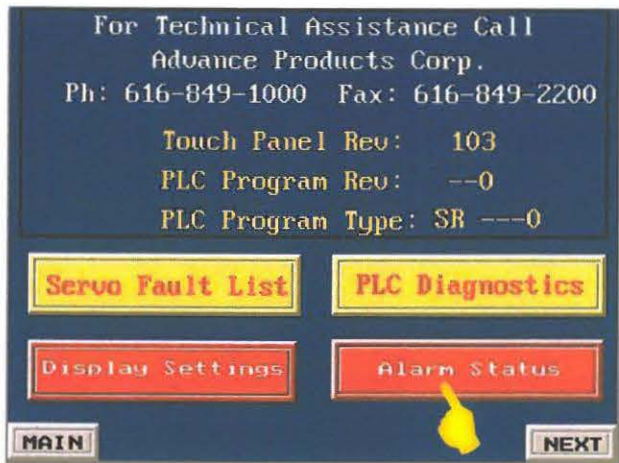 For Technical Assistance Call
Advance Products Corp.
Ph: 616-849-1000 Fax: 616-849-2200
Touch Panel Rev: 103
PLC Program Rev: --0
PLC Program Type: SR ---0
Servo Fault List PLC Diagnostics
Display Settings Alarm Status
MAIN NEXT